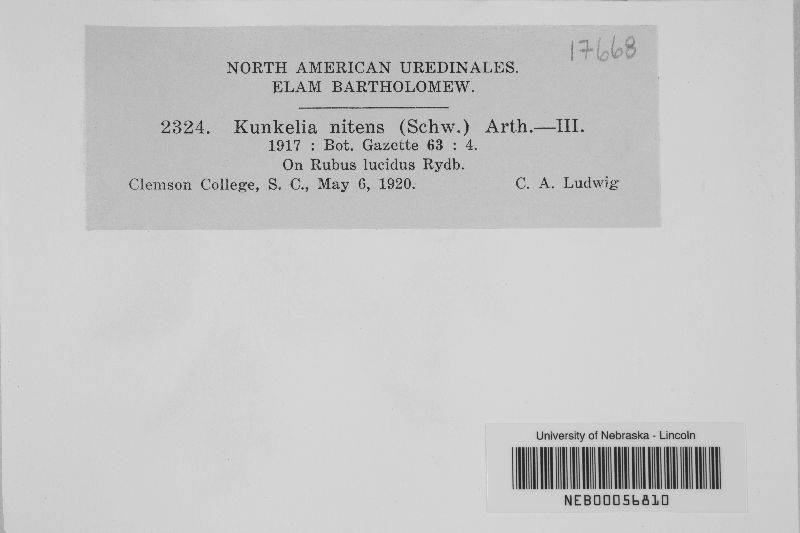 17668
NORTH AMERICAN UREDINALES.
ELAM BARTHOLOMEW.
2324. Kunkelia nitens (Schw.) Arth.—III.
1917 : Bot. Gazette 63 : 4.
On Rubus lucidus Rydb.
Clemson College, S. C., May 6, 1920. C. A. Ludwig
University of Nebraska - Lincoln
NEB00056810